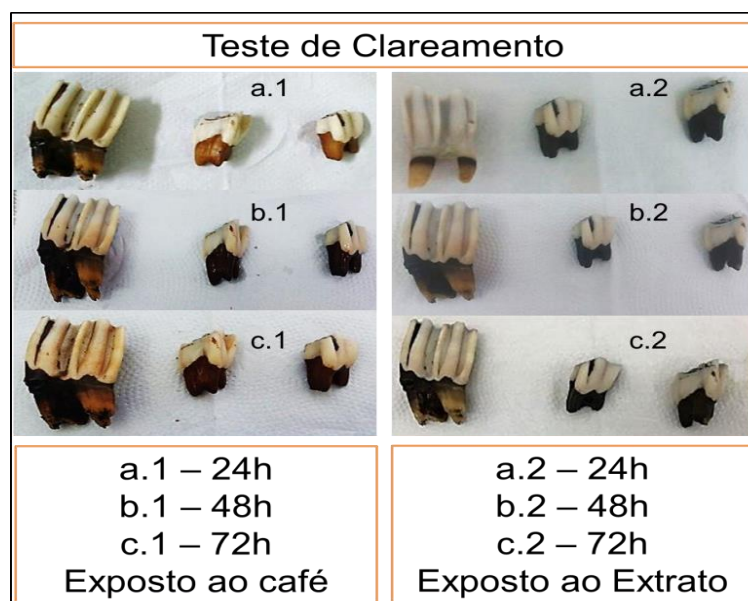 Teste de Clareamento
a.1
a.2
b.1
b.2
c.1
c.2
a.1 – 24h
b.1 – 48h
c.1 – 72h
Exposto ao café
a.2 – 24h
b.2 – 48h
c.2 – 72h
Exposto ao Extrato